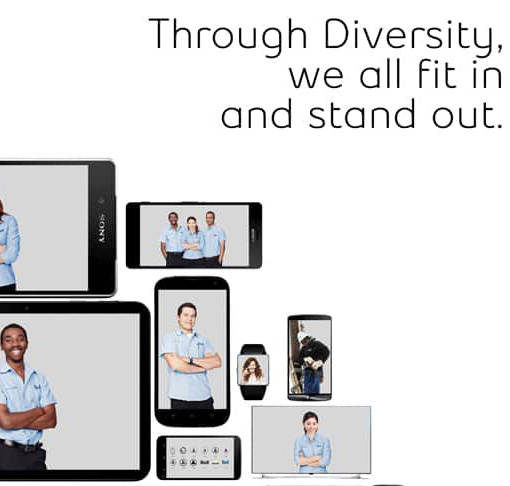 Through Diversity,
we all fit in
and stand out.
SONY